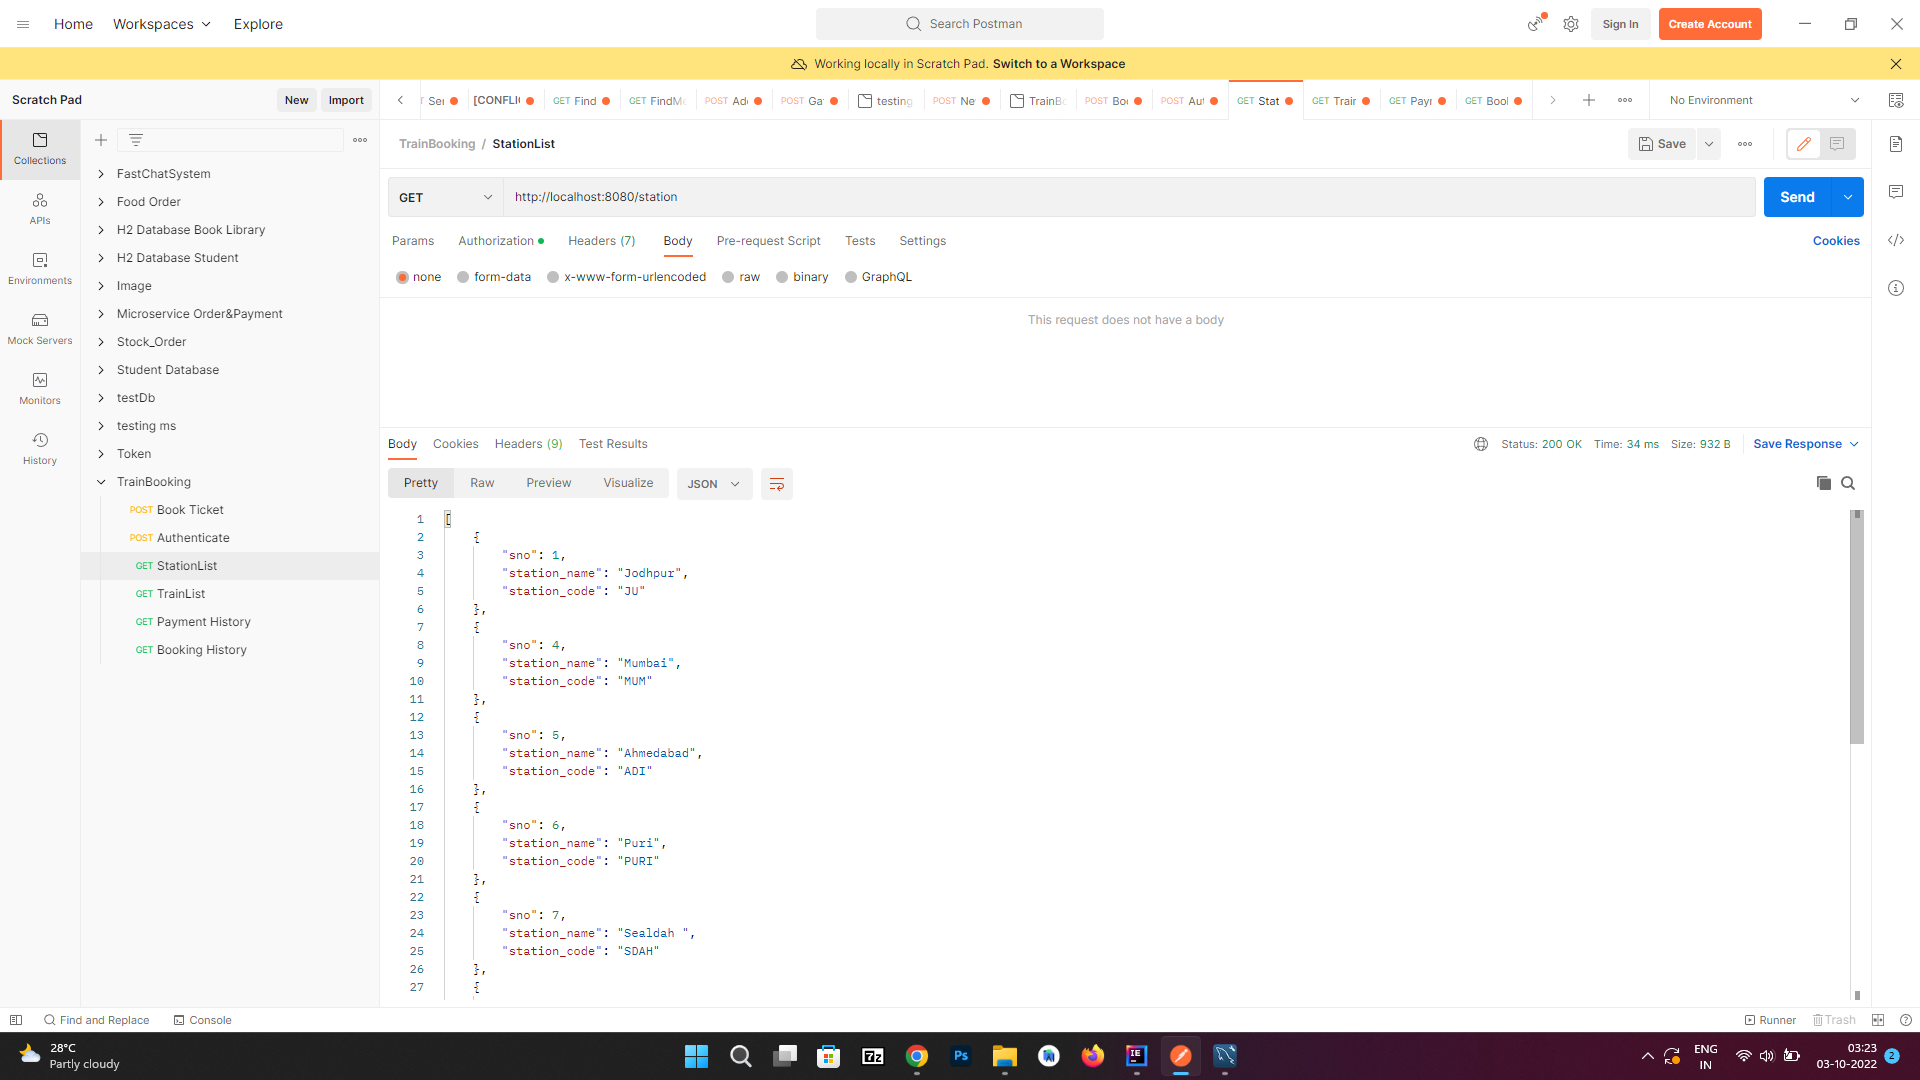 Home Workspaces Explore Search Postman Sign In Create Account
Working locally in Scratch Pad. Switch to a Workspace
Scratch Pad New Import
Ser [CONFLI GET Find GET FindM POST Ad POST Ga testing POST Ne TrainB POST Bo POST Aut GET Stat GET Trair GET Payr GET Bool No Environment
Collections
APIs
Environments
Mock Servers
Monitors
History
FastChatSystem
Food Order
H2 Database Book Library
H2 Database Student
Image
Microservice Order&Payment
Stock_Order
Student Database
testDb
testing ms
Token
TrainBooking
POST Book Ticket
POST Authenticate
GET StationList
GET TrainList
GET Payment History
GET Booking History
TrainBooking / StationList Save
GET http://localhost:8080/station Send
Params Authorization Headers (7) Body Pre-request Script Tests Settings Cookies
none form-data x-www-form-urlencoded raw binary GraphQL
This request does not have a body
Body Cookies Headers (9) Test Results Status: 200 OK Time: 34 ms Size: 932 B Save Response
Pretty Raw Preview Visualize JSON
1 [
2 {
3 "sno": 1,
4 "station_name": "Jodhpur",
5 "station_code": "JU"
6 },
7 {
8 "sno": 4,
9 "station_name": "Mumbai",
10 "station_code": "MUM"
11 },
12 {
13 "sno": 5,
14 "station_name": "Ahmedabad",
15 "station_code": "ADI"
16 },
17 {
18 "sno": 6,
19 "station_name": "Puri",
20 "station_code": "PURI"
21 },
22 {
23 "sno": 7,
24 "station_name": "Sealdah ",
25 "station_code": "SDAH"
26 },
27 {
Find and Replace Console Runner Trash
28°C
Partly cloudy
7z Ps IE
ENG
IN
03:23
03-10-2022 2